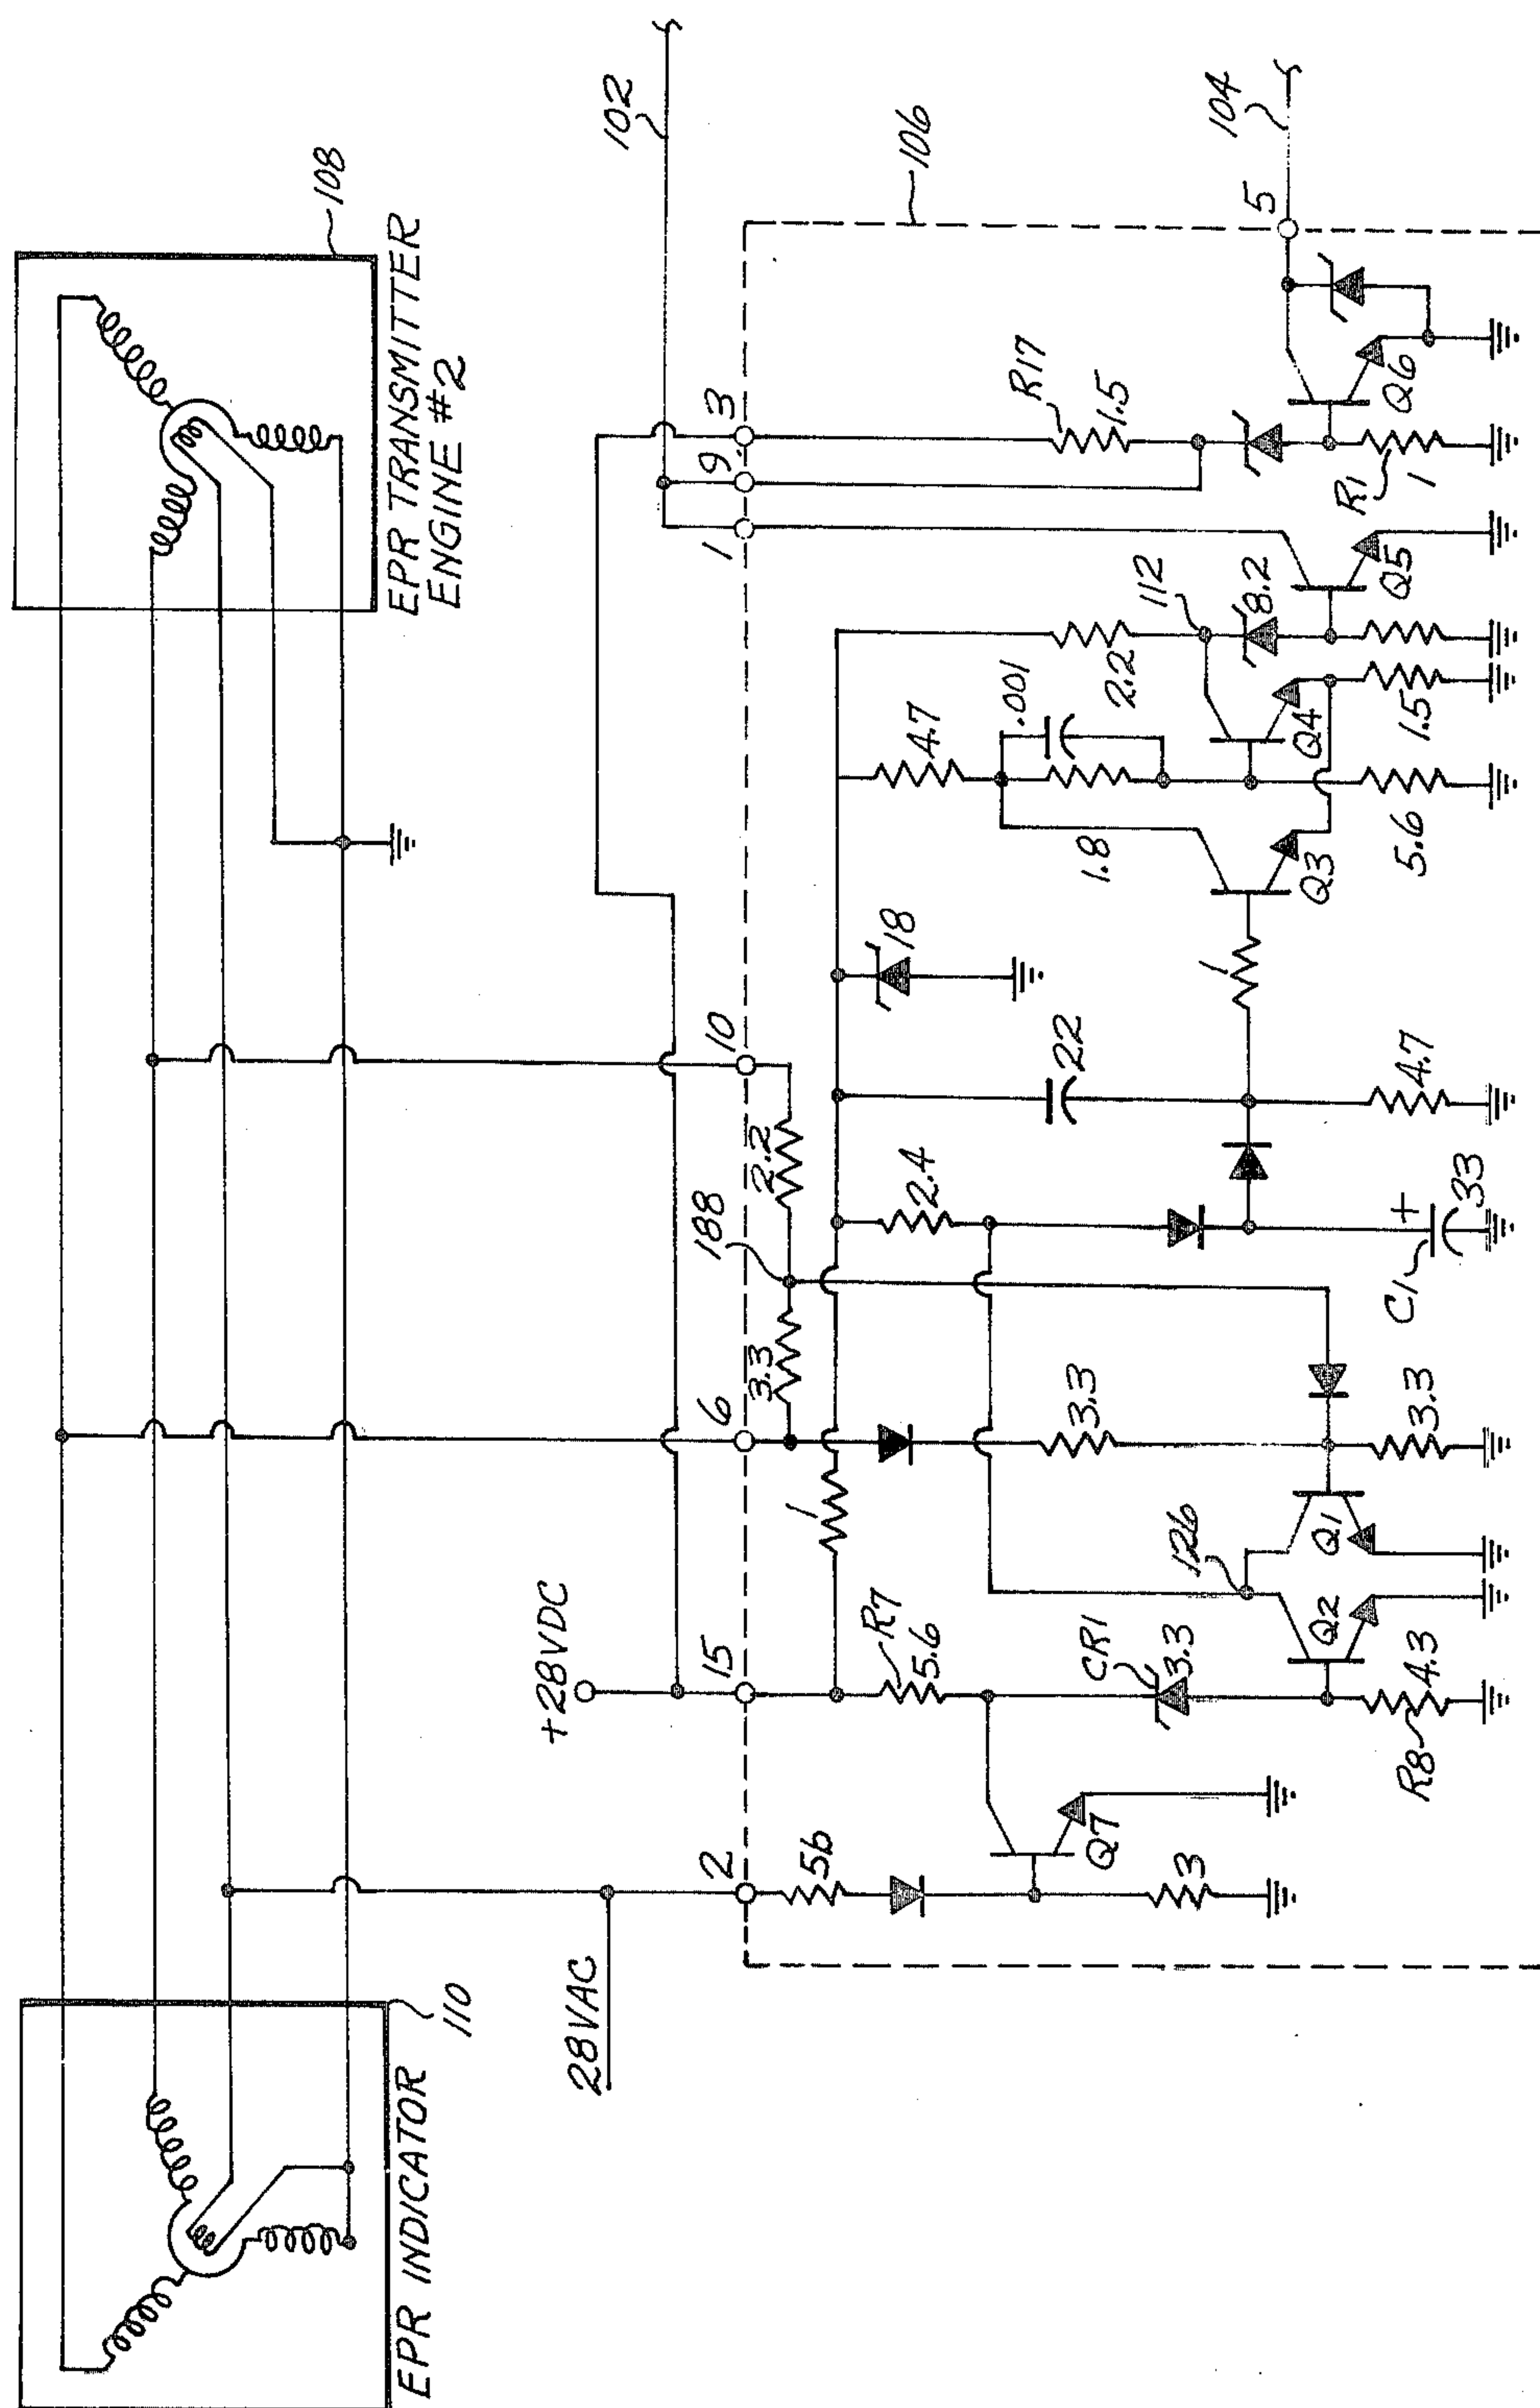 108
EPR TRANSMITTER
ENGINE #2
110
EPR INDICATOR
+28VDC
28VAC
102
2
15
6
188
10
1
9
3
106
56
1
3.3
2.2
R7
5.6
2.4
18
4.7
.001
1.8
2.2
112
R17
1.5
Q7
3
CR1
3.3
126
3.3
22
1
8.2
104
5
Q2
Q1
Q3
Q4
Q5
Q6
R8
4.3
3.3
C1
+
33
4.7
5.6
1.5
R1
1